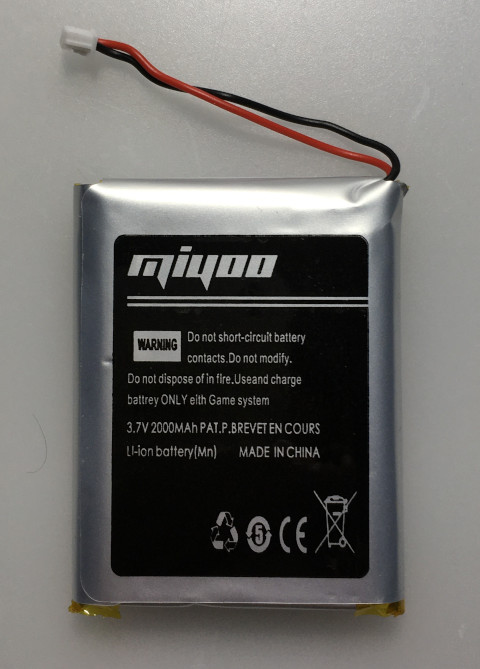 miyoo
WARNING
Do not short-circuit battery
contacts.Do not modify.
Do not dispose of in fire.Useand charge
battrey ONLY eith Game system
3.7V 2000MAh PAT.P.BREVET EN COURS
LI-ion battery(Mn) MADE IN CHINA
5 CE